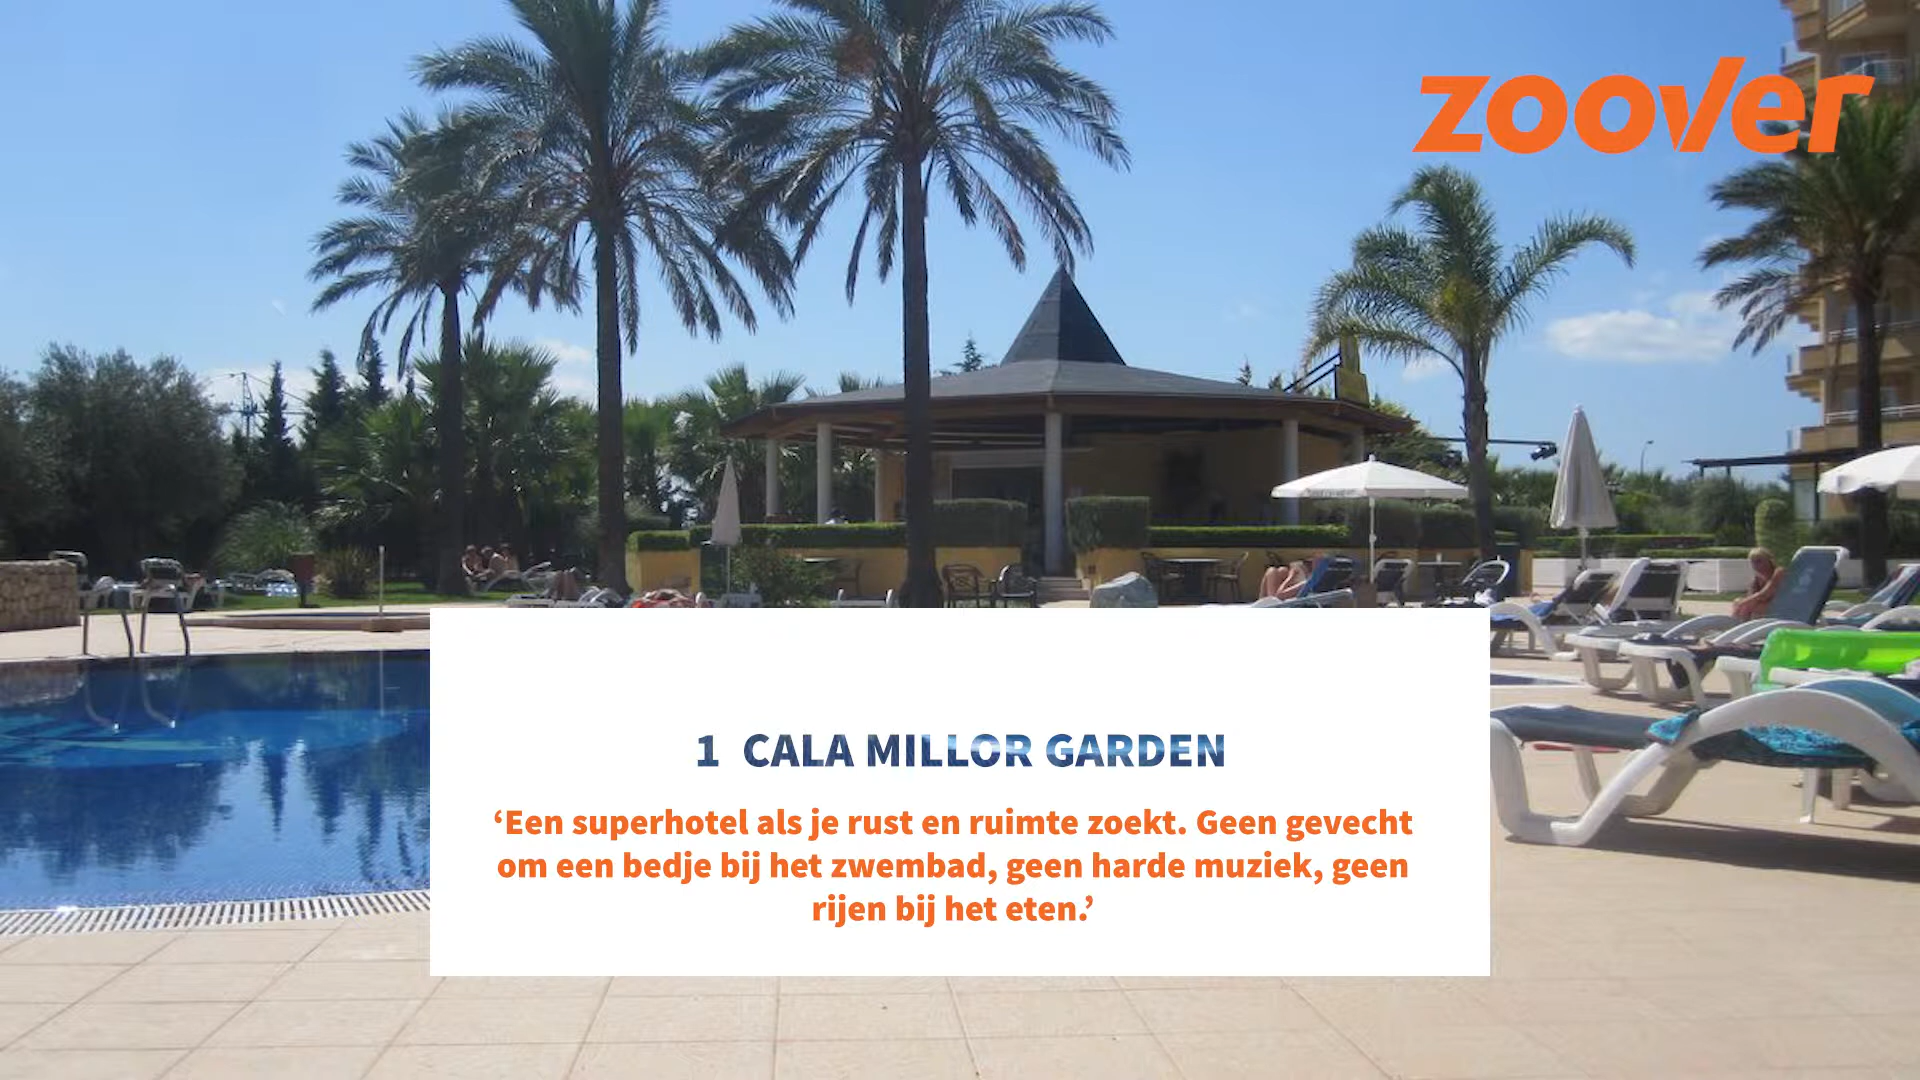 zoover
1 CALA MILLOR GARDEN
‘Een superhotel als je rust en ruimte zoekt. Geen gevecht
om een bedje bij het zwembad, geen harde muziek, geen
rijen bij het eten.’